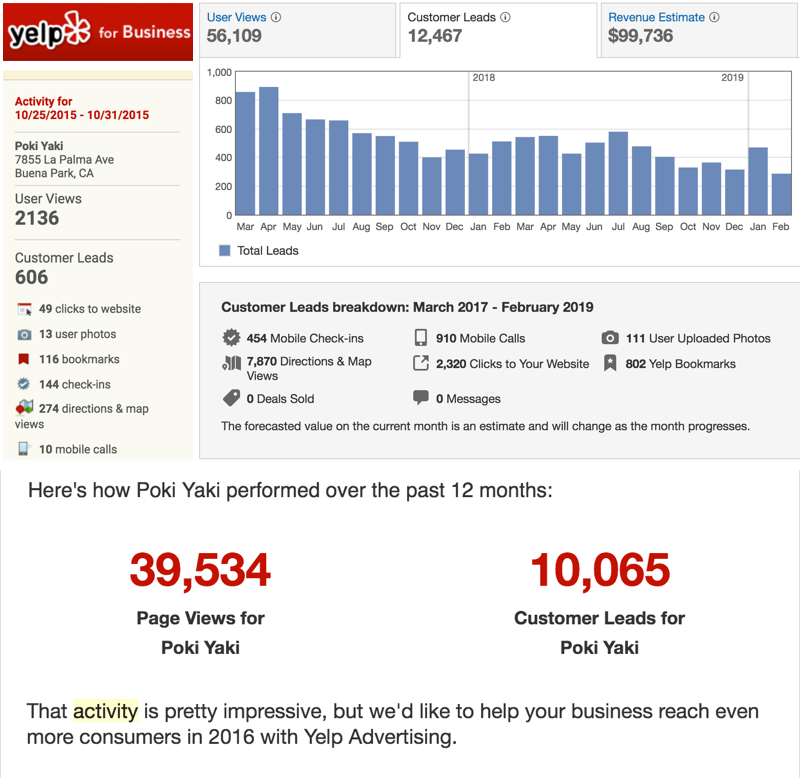 yelp for Business
Activity for
10/25/2015 - 10/31/2015
Poki Yaki
7855 La Palma Ave
Buena Park, CA
User Views
2136
Customer Leads
606
49 clicks to website
13 user photos
116 bookmarks
144 check-ins
274 directions & map
views
10 mobile calls
User Views
56,109
Customer Leads
12,467
Revenue Estimate
$99,736
1,000
800
600
400
200
0
2018
2019
Mar Apr May Jun Jul Aug Sep Oct Nov Dec Jan Feb Mar Apr May Jun Jul Aug Sep Oct Nov Dec Jan Feb
Total Leads
Customer Leads breakdown: March 2017 - February 2019
454 Mobile Check-ins
910 Mobile Calls
111 User Uploaded Photos
7,870 Directions & Map
Views
2,320 Clicks to Your Website
802 Yelp Bookmarks
0 Deals Sold
0 Messages
The forecasted value on the current month is an estimate and will change as the month progresses.
Here's how Poki Yaki performed over the past 12 months:
39,534
Page Views for
Poki Yaki
10,065
Customer Leads for
Poki Yaki
That activity is pretty impressive, but we'd like to help your business reach even
more consumers in 2016 with Yelp Advertising.